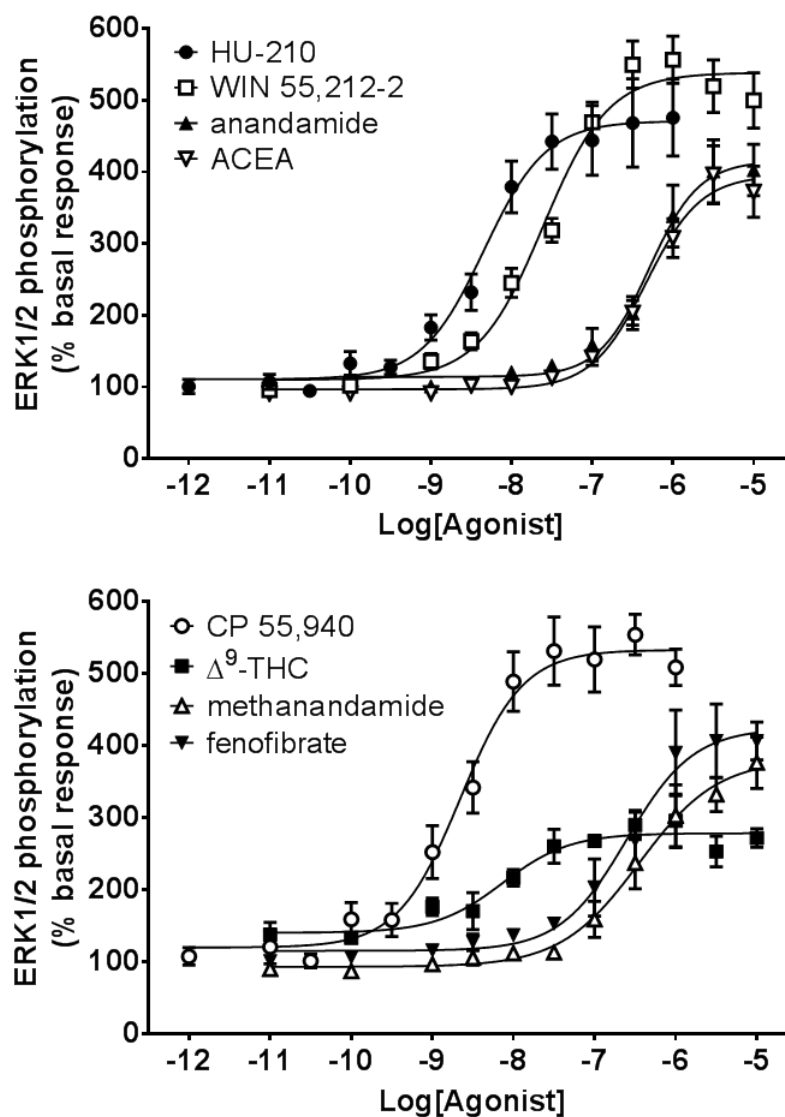 600
500
400
300
200
100
0
ERK1/2 phosphorylation
(% basal response)
HU-210
WIN 55,212-2
anandamide
ACEA
-12 -11 -10 -9 -8 -7 -6 -5
Log[Agonist]
600
500
400
300
200
100
0
ERK1/2 phosphorylation
(% basal response)
CP 55,940
Δ⁹-THC
methanandamide
fenofibrate
-12 -11 -10 -9 -8 -7 -6 -5
Log[Agonist]